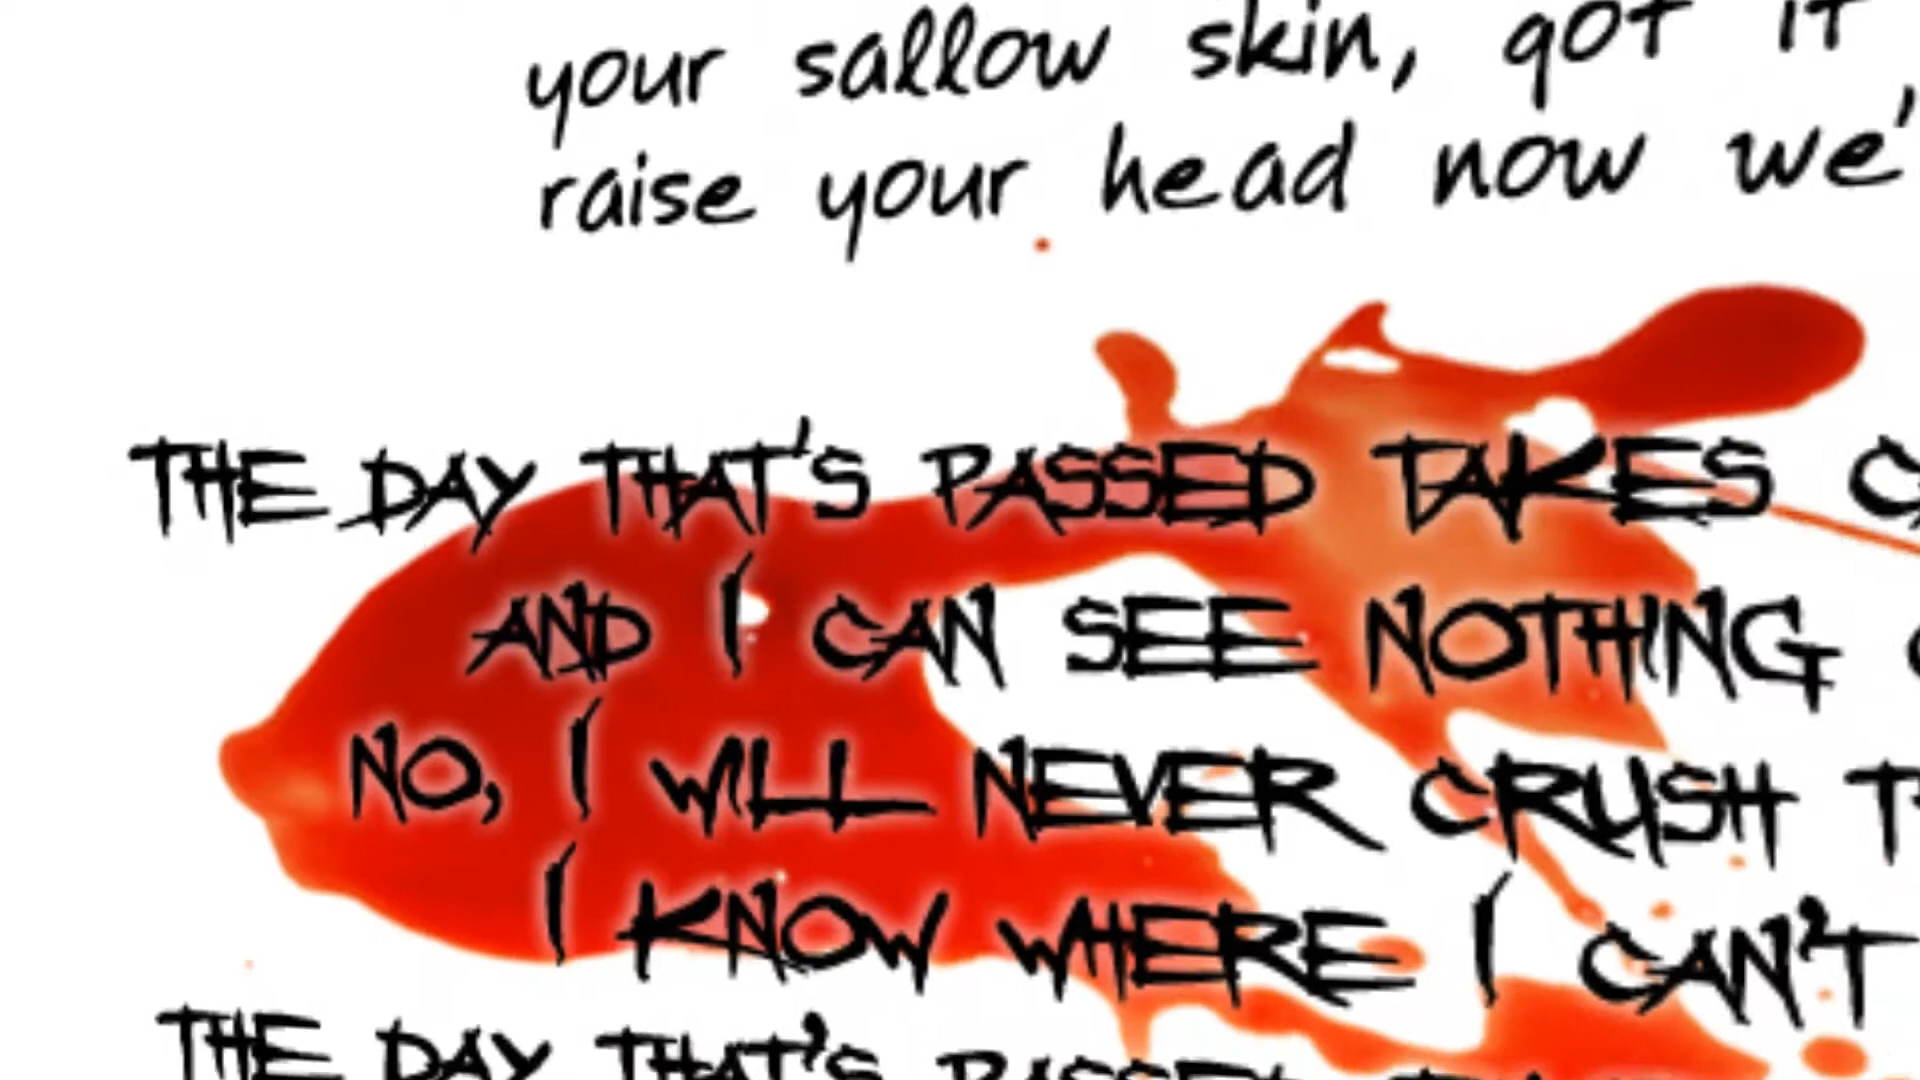 your sallow skin, got it
raise your head now we'
THE DAY THAT'S PASSED TAKES
AND I CAN SEE NOTHING
NO, I WILL NEVER CRUSH
I KNOW WHERE I CAN'T
THE DAY THAT'S PASSED